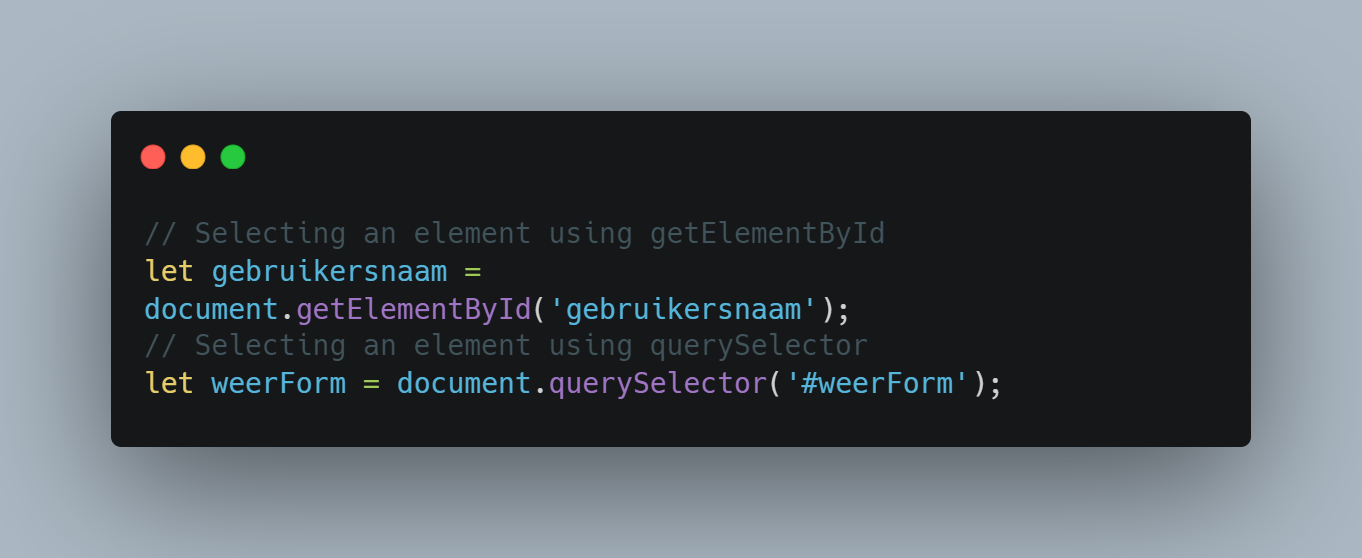 // Selecting an element using getElementById
let gebruikersnaam =
document.getElementById('gebruikersnaam');
// Selecting an element using querySelector
let weerForm = document.querySelector('#weerForm');